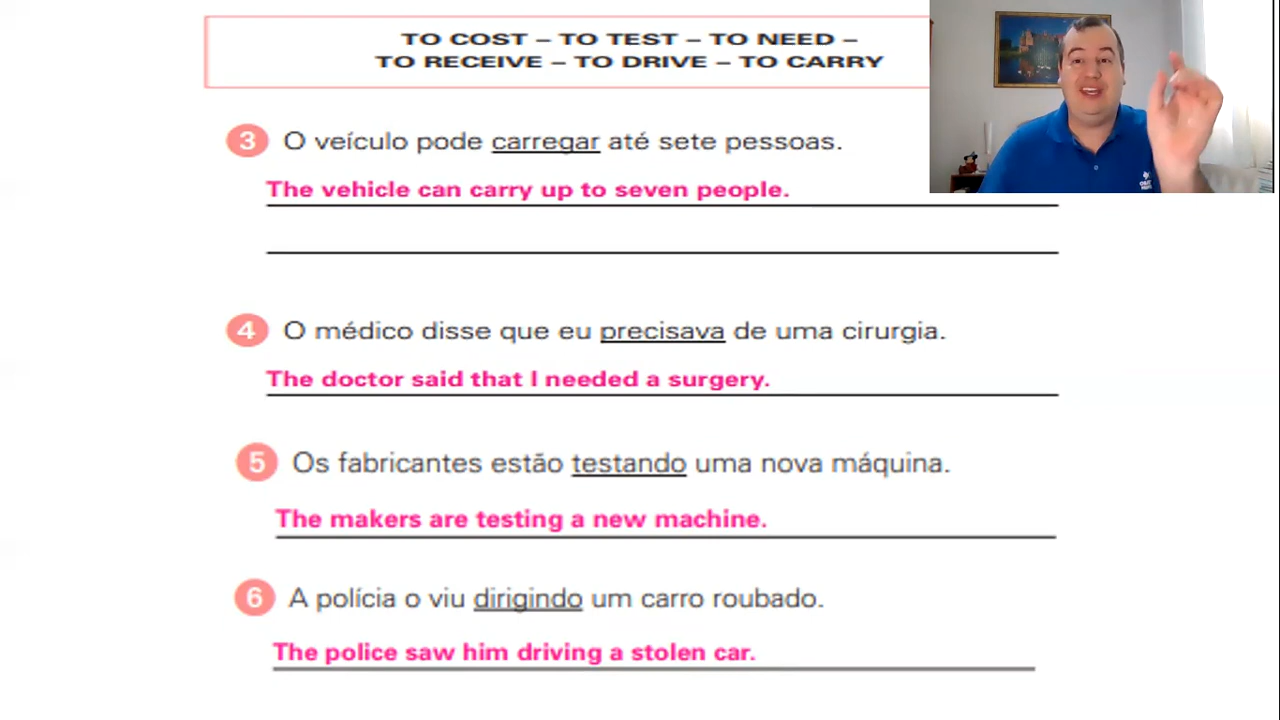 TO COST – TO TEST – TO NEED –
TO RECEIVE – TO DRIVE – TO CARRY
3 O veículo pode carregar até sete pessoas.
The vehicle can carry up to seven people.
4 O médico disse que eu precisava de uma cirurgia.
The doctor said that I needed a surgery.
5 Os fabricantes estão testando uma nova máquina.
The makers are testing a new machine.
6 A polícia o viu dirigindo um carro roubado.
The police saw him driving a stolen car.